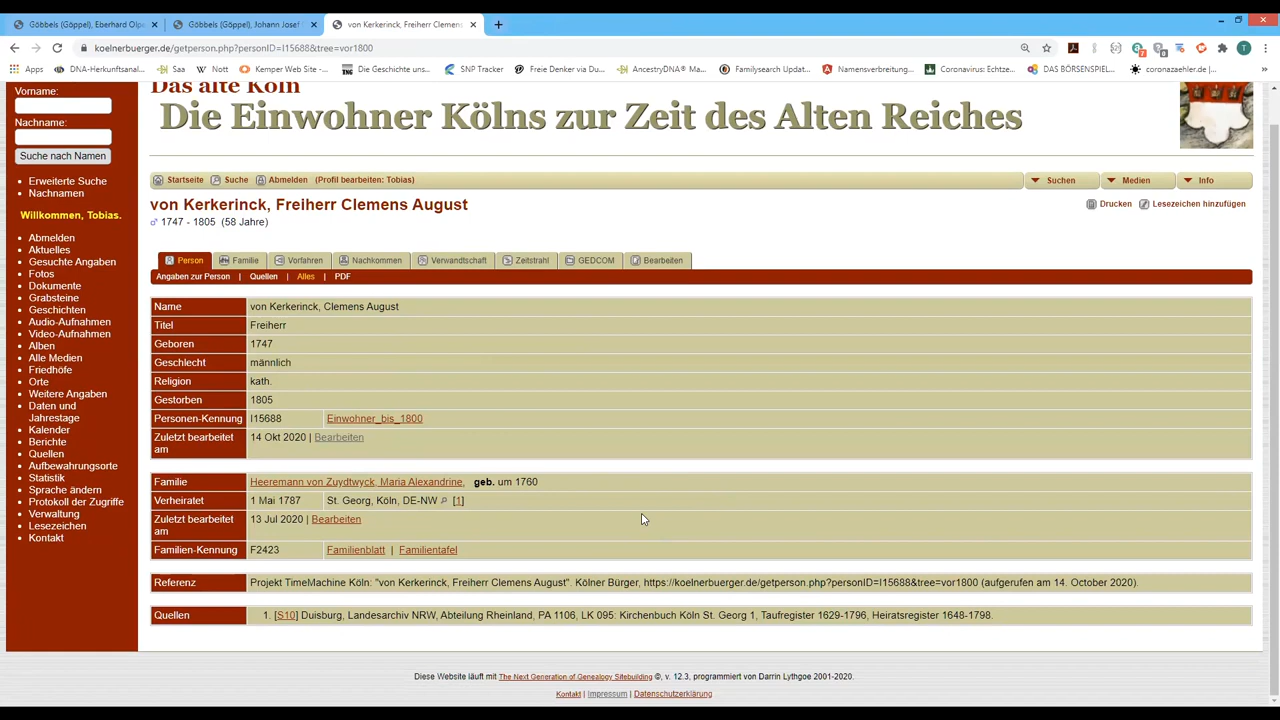 Göbbels (Göppel), Eberhard Olpe
Göbbels (Göppel), Johann Josef
von Kerkerinck, Freiherr Clemens
koelnerbuerger.de/getperson.php?personID=I15688&tree=vor1800
Apps DNA-Herkunftsanal... Saa Nott Kemper Web Site -... Die Geschichte uns... SNP Tracker Freie Denker via Du... AncestryDNA® Ma... Familysearch Updat... Namensverbreitung... Coronavirus: Echtze... DAS BÖRSENSPIEL... coronazaehler.de |... »
Vorname:
Nachname:
Suche nach Namen
Erweiterte Suche
Nachnamen
Willkommen, Tobias.
Abmelden
Aktuelles
Gesuchte Angaben
Fotos
Dokumente
Grabsteine
Geschichten
Audio-Aufnahmen
Video-Aufnahmen
Alben
Alle Medien
Friedhöfe
Orte
Weitere Angaben
Daten und
Jahrestage
Kalender
Berichte
Quellen
Aufbewahrungsorte
Statistik
Sprache ändern
Protokoll der Zugriffe
Verwaltung
Lesezeichen
Kontakt
Das alte Köln
Die Einwohner Kölns zur Zeit des Alten Reiches
Startseite Suche Abmelden (Profil bearbeiten: Tobias) Suchen Medien Info
von Kerkerinck, Freiherr Clemens August
Drucken Lesezeichen hinzufügen
♂ 1747 - 1805 (58 Jahre)
Person Familie Vorfahren Nachkommen Verwandtschaft Zeitstrahl GEDCOM Bearbeiten
Angaben zur Person | Quellen | Alles | PDF
Name von Kerkerinck, Clemens August
Titel Freiherr
Geboren 1747
Geschlecht männlich
Religion kath.
Gestorben 1805
Personen-Kennung I15688 Einwohner_bis_1800
Zuletzt bearbeitet 14 Okt 2020 | Bearbeiten
am
Familie Heeremann von Zuydtwyck, Maria Alexandrine, geb. um 1760
Verheiratet 1 Mai 1787 St. Georg, Köln, DE-NW [1]
Zuletzt bearbeitet 13 Jul 2020 | Bearbeiten
am
Familien-Kennung F2423 Familienblatt | Familientafel
Referenz Projekt TimeMachine Köln: "von Kerkerinck, Freiherr Clemens August". Kölner Bürger, https://koelnerbuerger.de/getperson.php?personID=I15688&tree=vor1800 (aufgerufen am 14. October 2020).
Quellen 1. [S10] Duisburg, Landesarchiv NRW, Abteilung Rheinland, PA 1106, LK 095: Kirchenbuch Köln St. Georg 1, Taufregister 1629-1796, Heiratsregister 1648-1798.
Diese Website läuft mit The Next Generation of Genealogy Sitebuilding ©, v. 12.3, programmiert von Darrin Lythgoe 2001-2020.
Kontakt | Impressum | Datenschutzerklärung